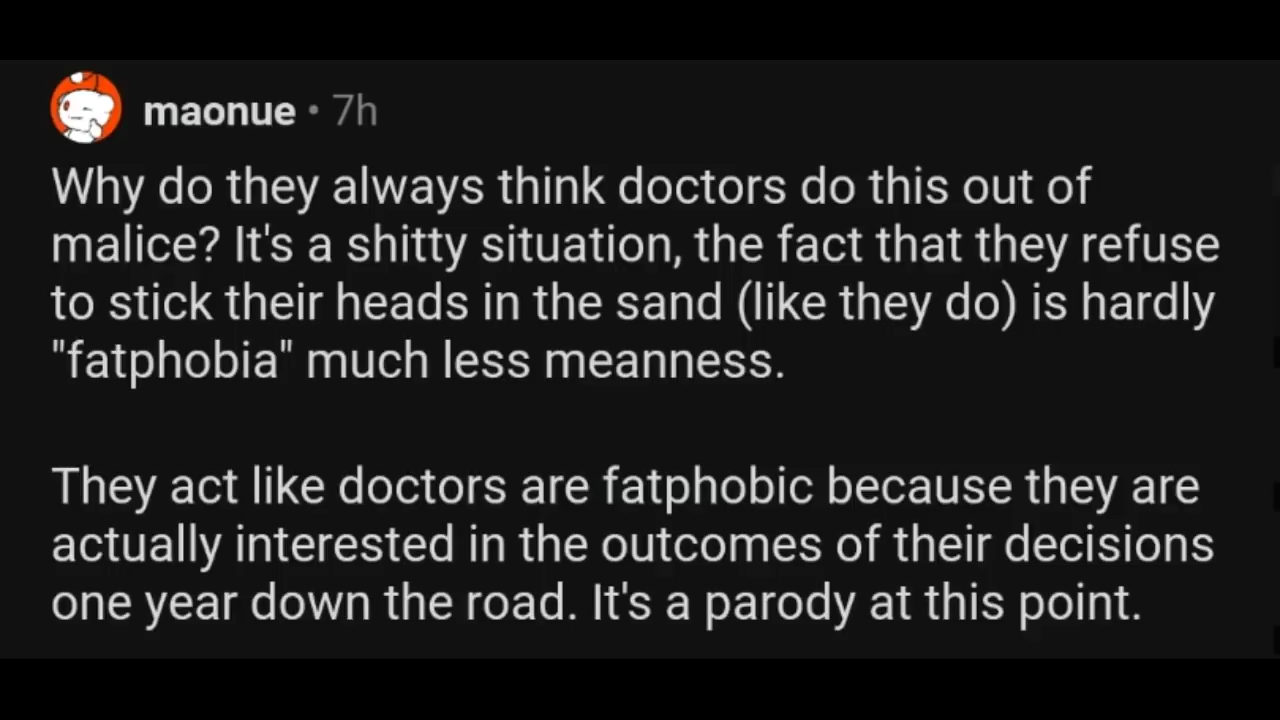 maonue • 7h
Why do they always think doctors do this out of
malice? It's a shitty situation, the fact that they refuse
to stick their heads in the sand (like they do) is hardly
"fatphobia" much less meanness.
They act like doctors are fatphobic because they are
actually interested in the outcomes of their decisions
one year down the road. It's a parody at this point.